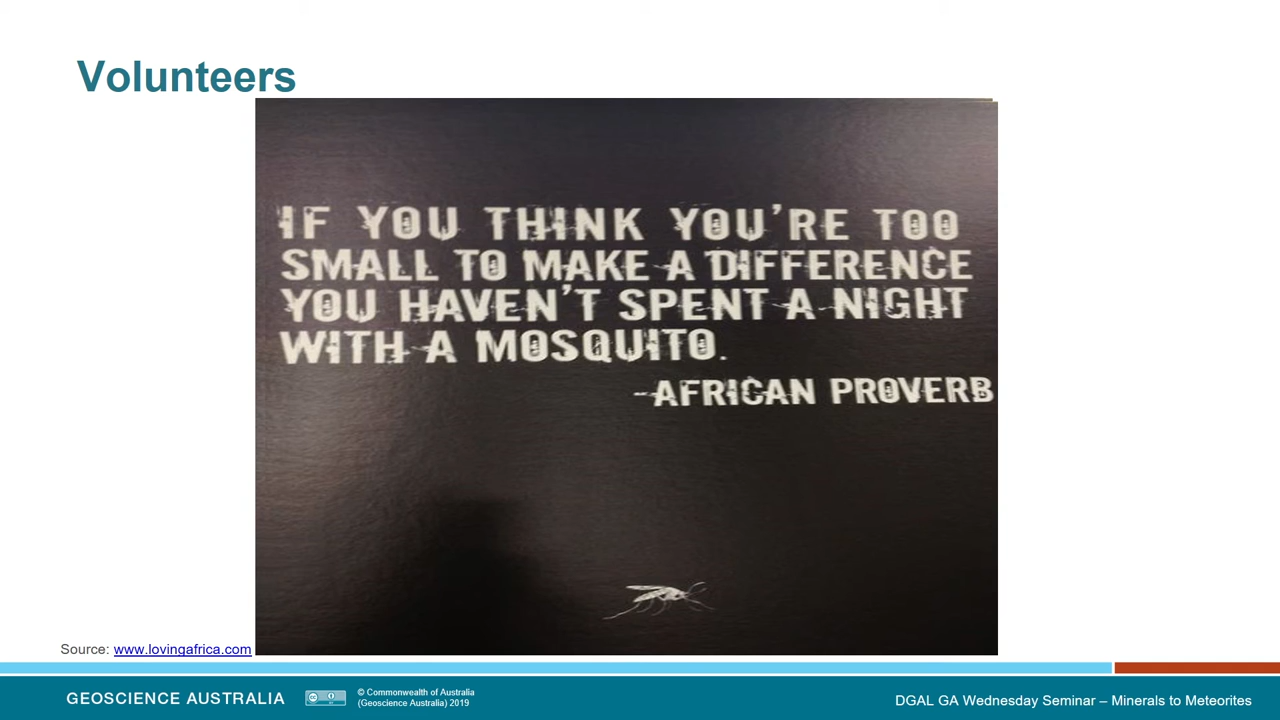 Volunteers
IF YOU THINK YOU'RE TOO
SMALL TO MAKE A DIFFERENCE
YOU HAVEN'T SPENT A NIGHT
WITH A MOSQUITO.
-AFRICAN PROVERB
Source: www.lovingafrica.com
GEOSCIENCE AUSTRALIA
© Commonwealth of Australia
(Geoscience Australia) 2019
DGAL GA Wednesday Seminar – Minerals to Meteorites